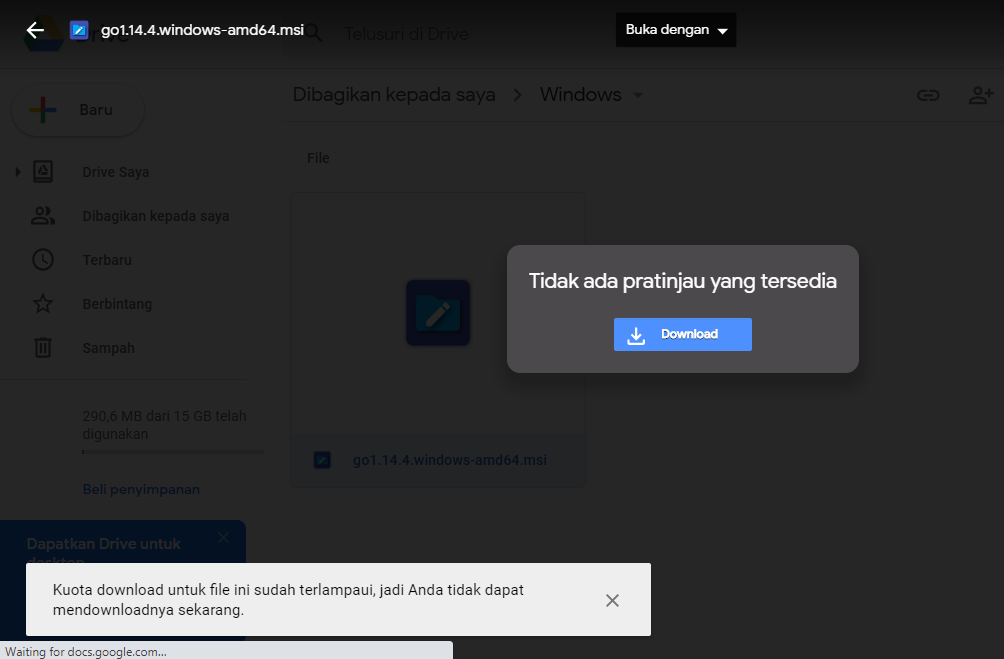 go1.14.4.windows-amd64.msi
Drive
Telusuri di Drive
Buka dengan
Baru
Dibagikan kepada saya
Windows
File
Drive Saya
Dibagikan kepada saya
Terbaru
Berbintang
Sampah
290,6 MB dari 15 GB telah
digunakan
Beli penyimpanan
Tidak ada pratinjau yang tersedia
Download
go1.14.4.windows-amd64.msi
Dapatkan Drive untuk
desktop
Kuota download untuk file ini sudah terlampaui, jadi Anda tidak dapat
mendownloadnya sekarang.
Waiting for docs.google.com...